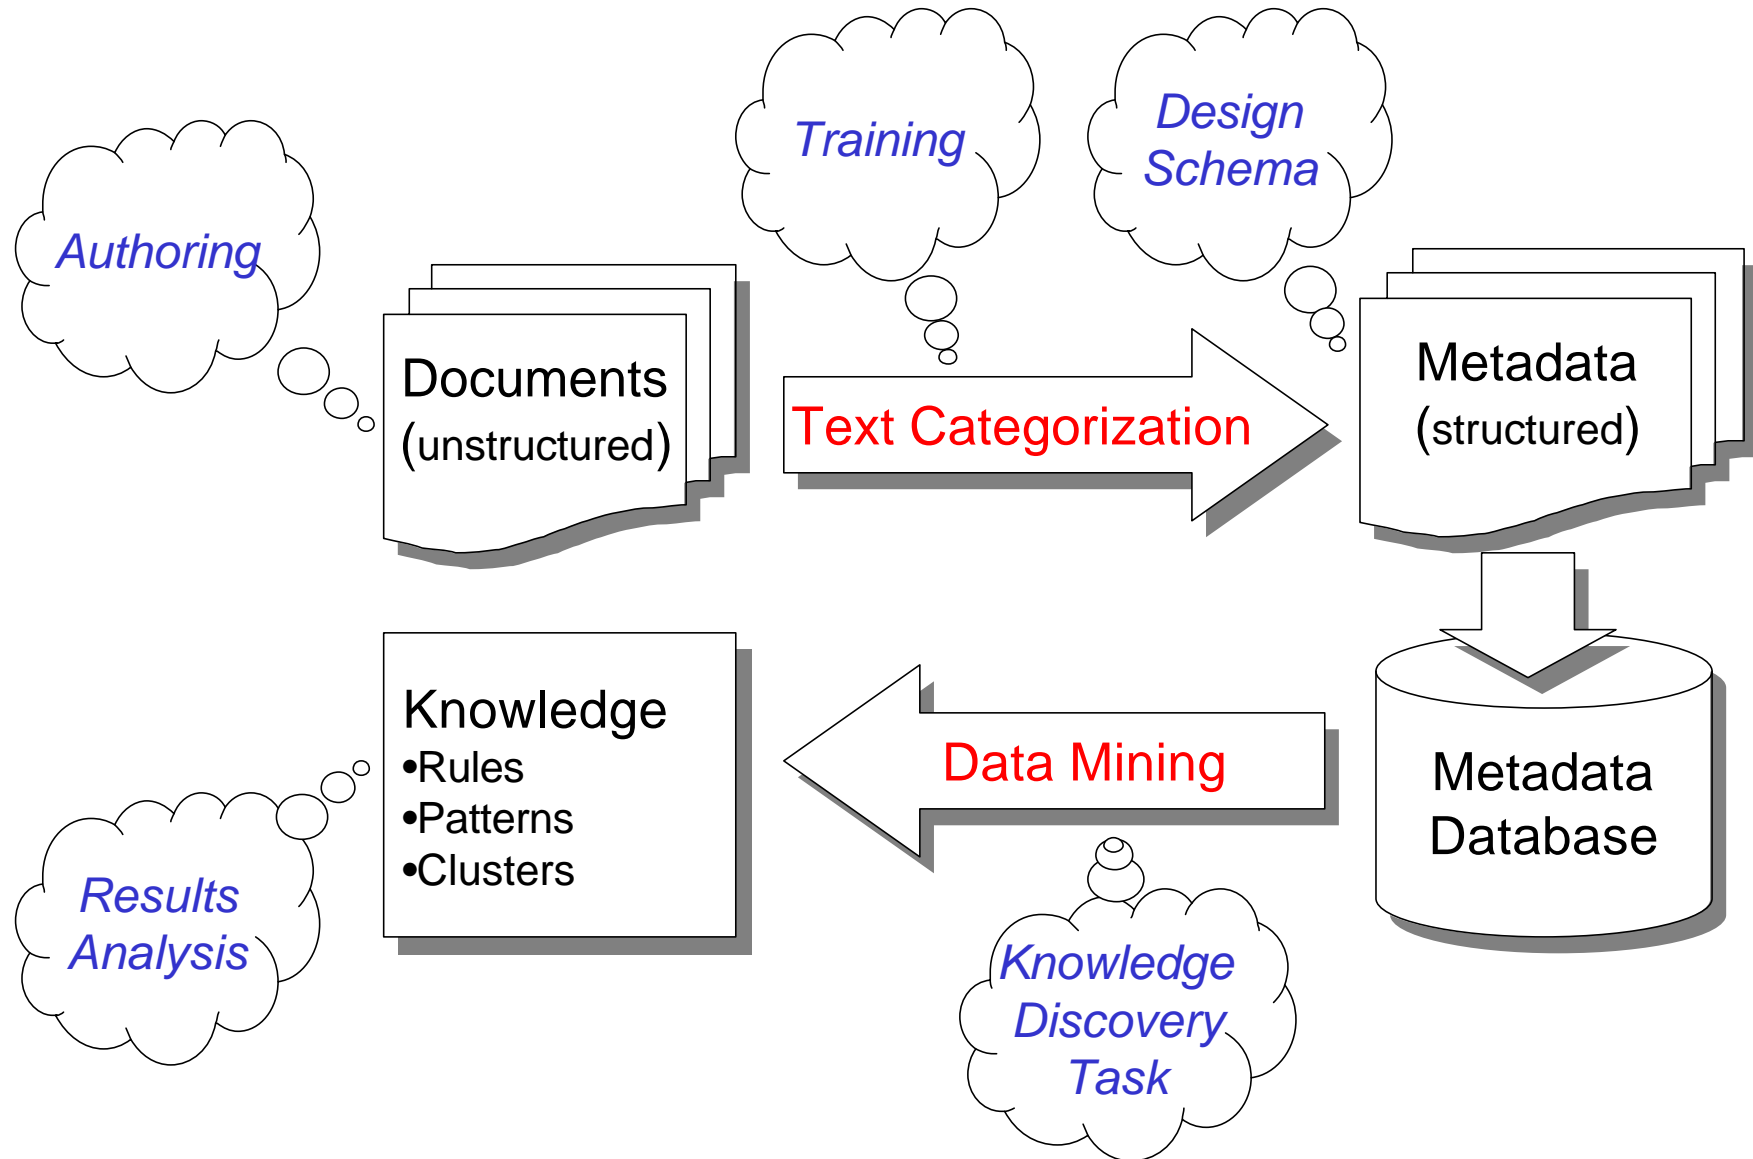 Authoring
Training
Design
Schema
Documents
(unstructured)
Text Categorization
Metadata
(structured)
Knowledge
•Rules
•Patterns
•Clusters
Data Mining
Metadata
Database
Results
Analysis
Knowledge
Discovery
Task